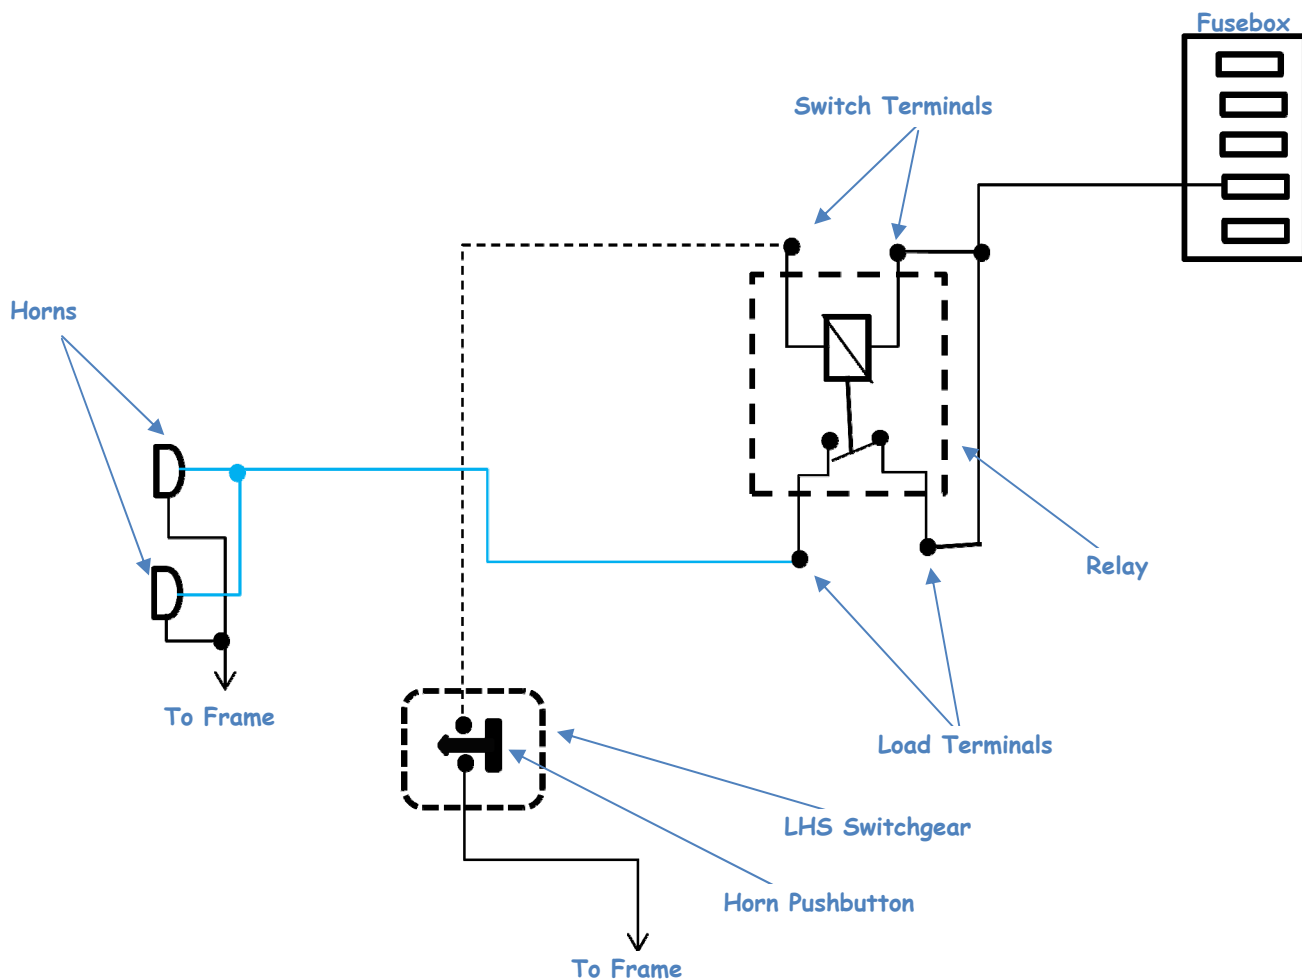 Fusebox
Switch Terminals
Horns
Relay
To Frame
Load Terminals
LHS Switchgear
Horn Pushbutton
To Frame